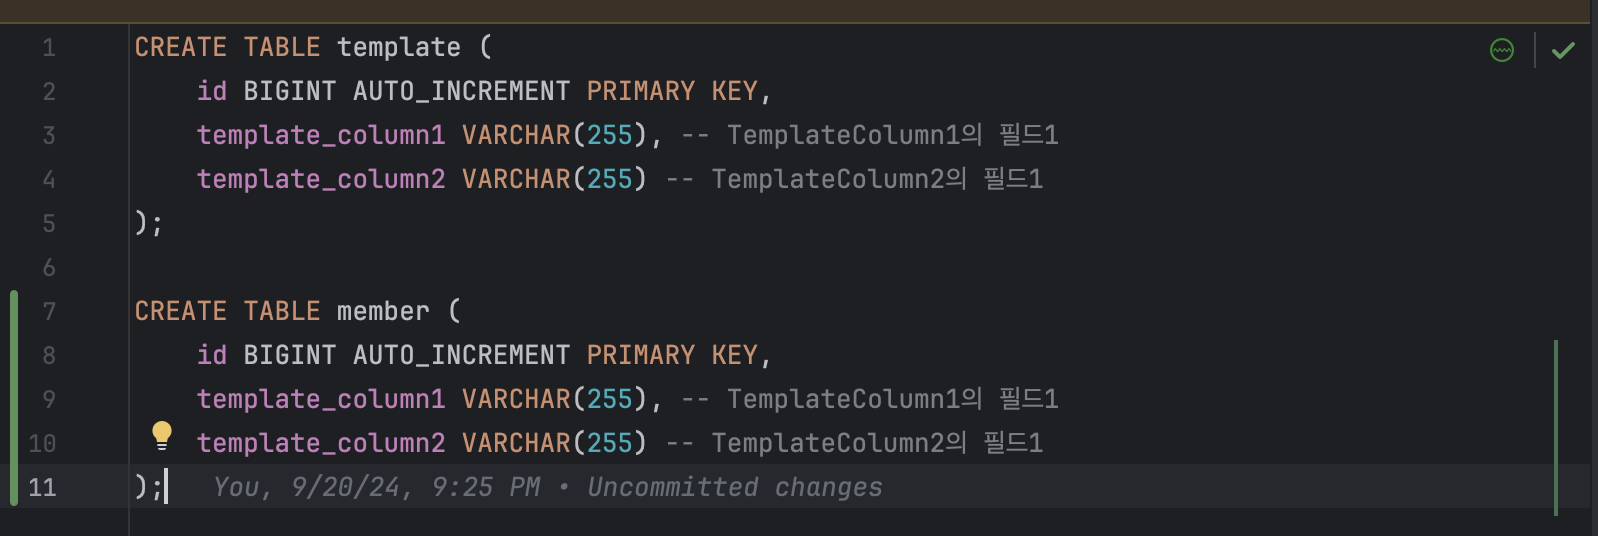 1 CREATE TABLE template (
2 id BIGINT AUTO_INCREMENT PRIMARY KEY,
3 template_column1 VARCHAR(255), -- TemplateColumn1의 필드1
4 template_column2 VARCHAR(255) -- TemplateColumn2의 필드1
5 );
6
7 CREATE TABLE member (
8 id BIGINT AUTO_INCREMENT PRIMARY KEY,
9 template_column1 VARCHAR(255), -- TemplateColumn1의 필드1
10 template_column2 VARCHAR(255) -- TemplateColumn2의 필드1
11 ); You, 9/20/24, 9:25 PM • Uncommitted changes